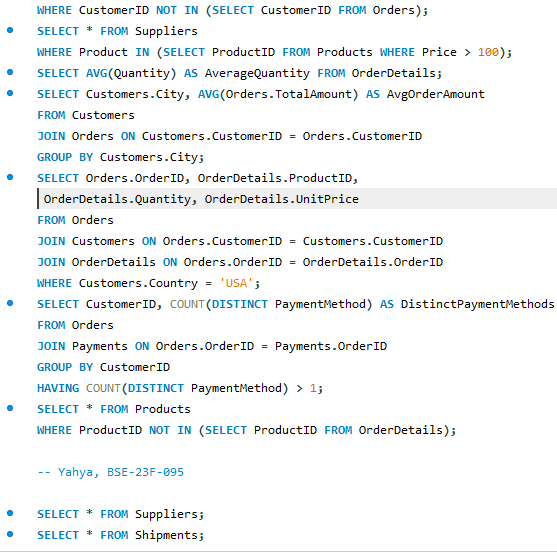 WHERE CustomerID NOT IN (SELECT CustomerID FROM Orders);
SELECT * FROM Suppliers
WHERE Product IN (SELECT ProductID FROM Products WHERE Price > 100);
SELECT AVG(Quantity) AS AverageQuantity FROM OrderDetails;
SELECT Customers.City, AVG(Orders.TotalAmount) AS AvgOrderAmount
FROM Customers
JOIN Orders ON Customers.CustomerID = Orders.CustomerID
GROUP BY Customers.City;
SELECT Orders.OrderID, OrderDetails.ProductID,
OrderDetails.Quantity, OrderDetails.UnitPrice
FROM Orders
JOIN Customers ON Orders.CustomerID = Customers.CustomerID
JOIN OrderDetails ON Orders.OrderID = OrderDetails.OrderID
WHERE Customers.Country = 'USA';
SELECT CustomerID, COUNT(DISTINCT PaymentMethod) AS DistinctPaymentMethods
FROM Orders
JOIN Payments ON Orders.OrderID = Payments.OrderID
GROUP BY CustomerID
HAVING COUNT(DISTINCT PaymentMethod) > 1;
SELECT * FROM Products
WHERE ProductID NOT IN (SELECT ProductID FROM OrderDetails);
-- Yahya, BSE-23F-095
SELECT * FROM Suppliers;
SELECT * FROM Shipments;